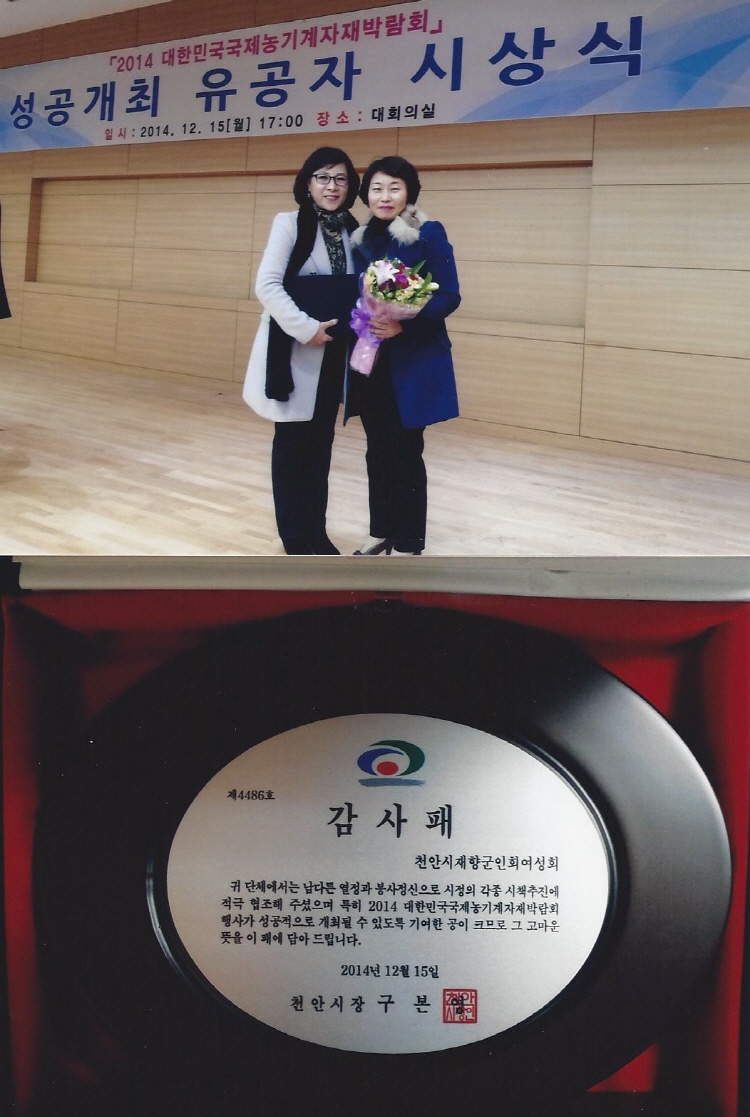 「2014 대한민국국제농기계자재박람회」
성공개최 유공자 시상식
일시 : 2014. 12. 15[월] 17:00 장소 : 대회의실
제4486호
감사패
천안시재향군인회여성회
귀 단체에서는 남다른 열정과 봉사정신으로 시정의 각종 시책추진에
적극 협조해 주셨으며 특히 2014 대한민국국제농기계자재박람회
행사가 성공적으로 개최될 수 있도록 기여한 공이 크므로 그 고마운
뜻을 이 패에 담아 드립니다.
2014년 12월 15일
천안시장 구본영